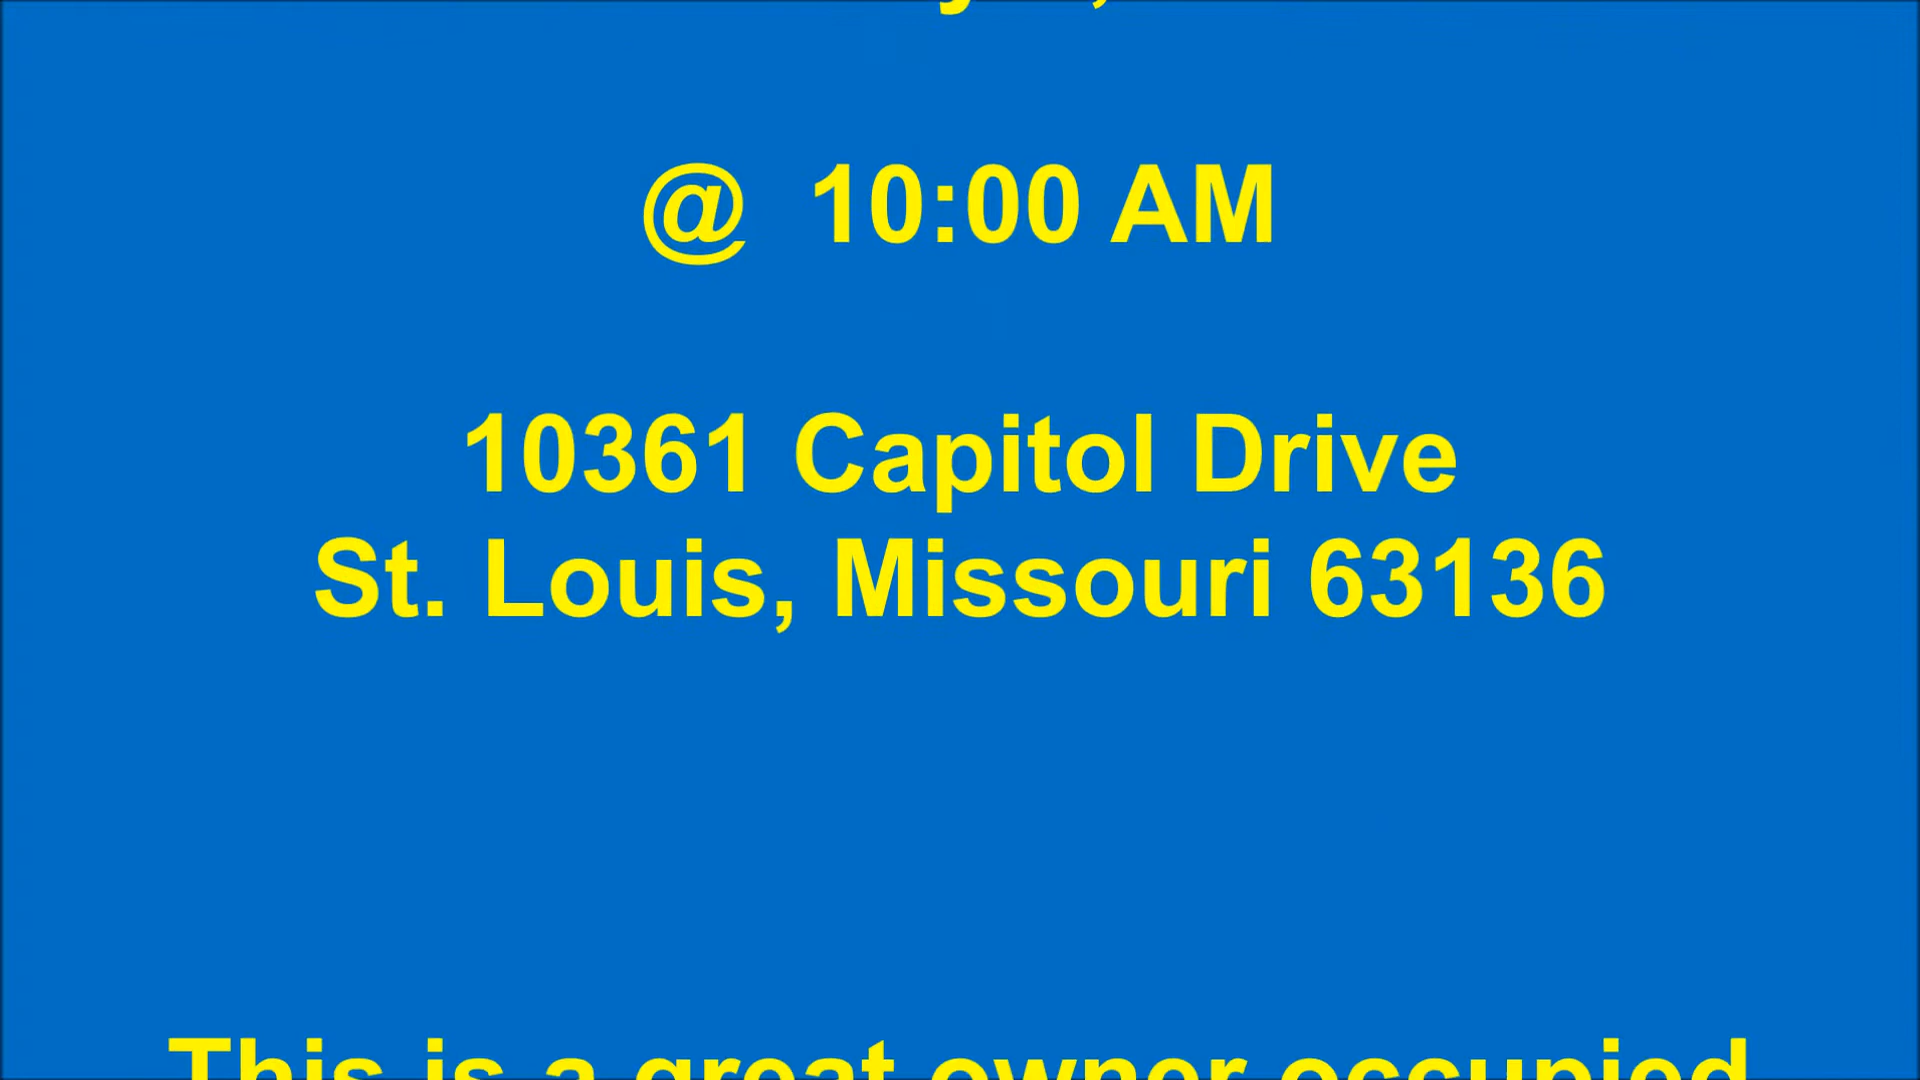 @ 10:00 AM
10361 Capitol Drive
St. Louis, Missouri 63136
This is a great owner occupied